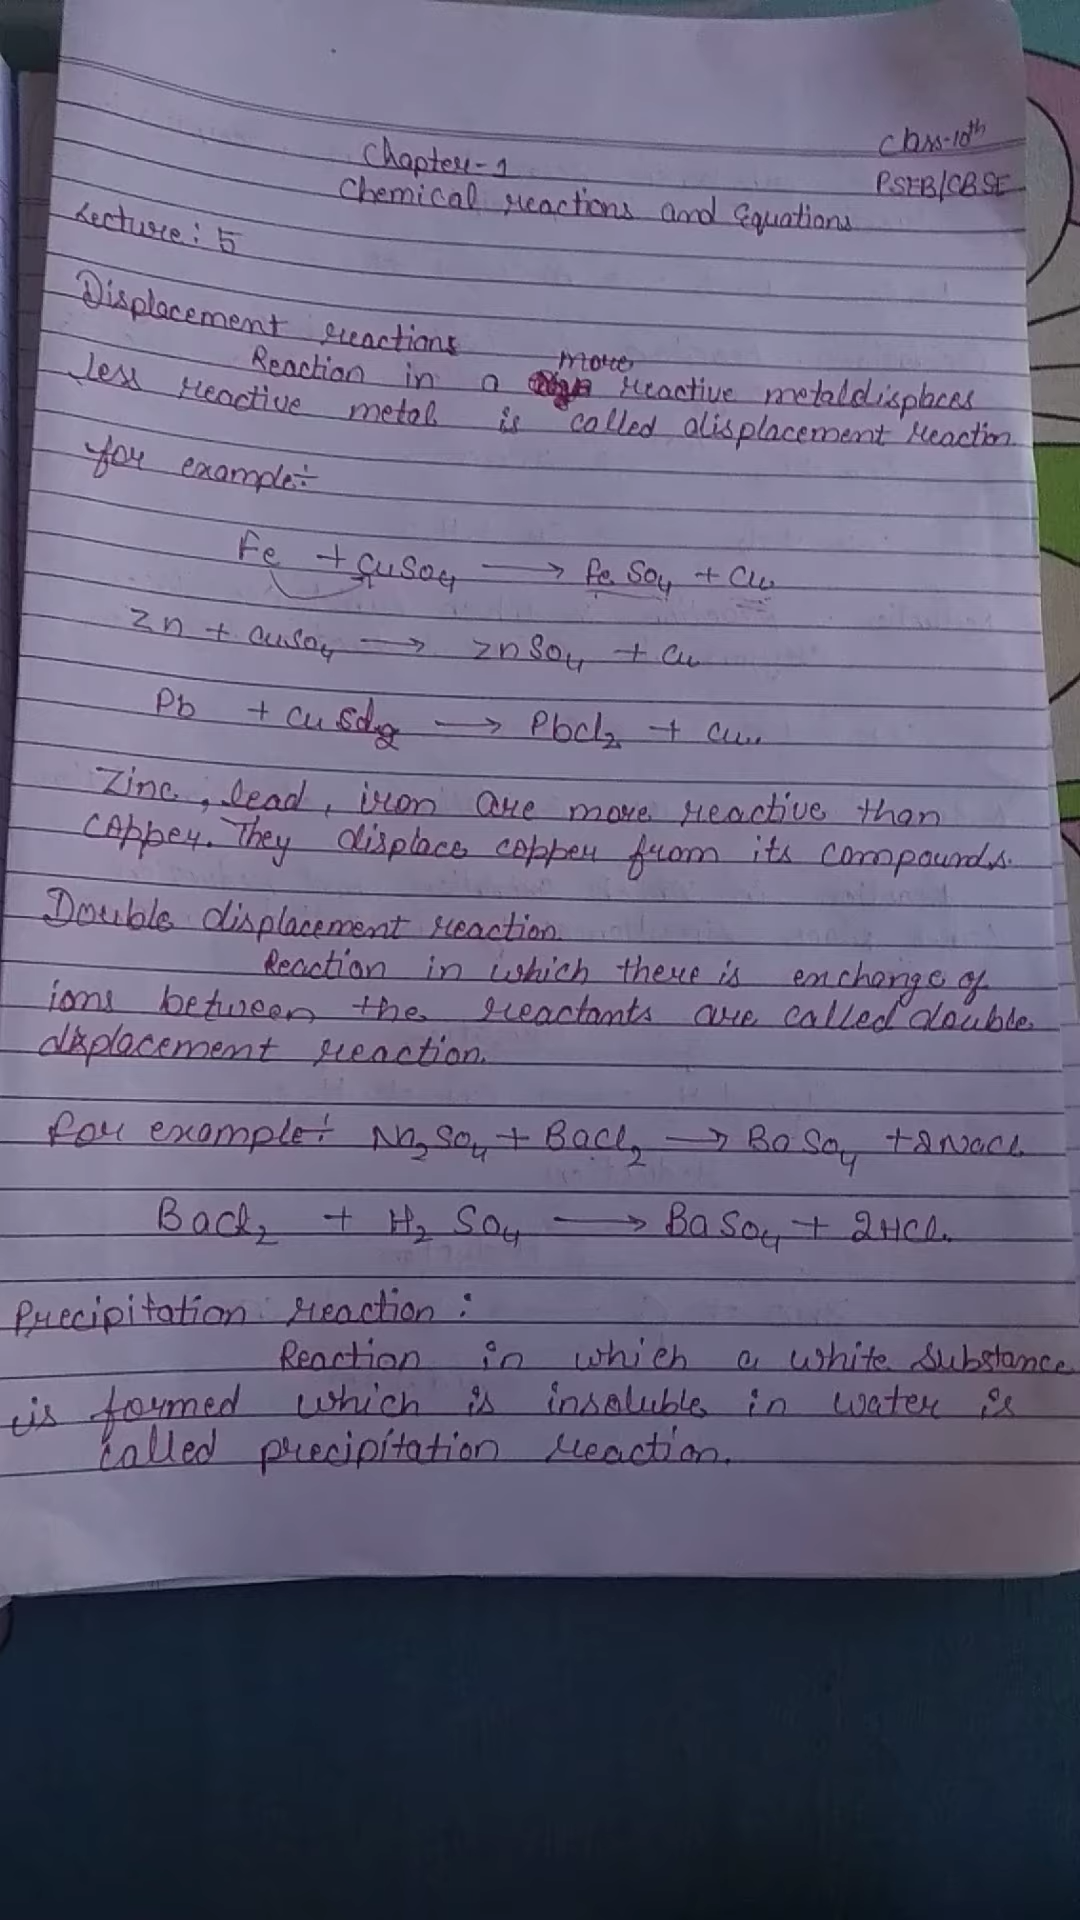 Class-10th
Chapter-1
PSEB/CBSE
Chemical reactions and Equations
Lecture: 5
Displacement reactions
more
Reaction in a reactive metal displaces
less reactive metal is called displacement reaction
for example:-
Fe + CuSO4 → FeSO4 + Cu
Zn + CuSO4 → ZnSO4 + Cu
Pb + Cu → PbCl2 + Cu
Zinc, lead, iron are more reactive than
copper. They displace copper from its compounds.
Double displacement reaction
Reaction in which there is enchange of
ions between the reactants are called double
displacement reaction.
for example:- Na2SO4 + BaCl2 → BaSO4 + 2NaCl
BaCl2 + H2SO4 → BaSO4 + 2HCl
Precipitation reaction:
Reaction in which a white substance
is formed which is insoluble in water is
called precipitation reaction.